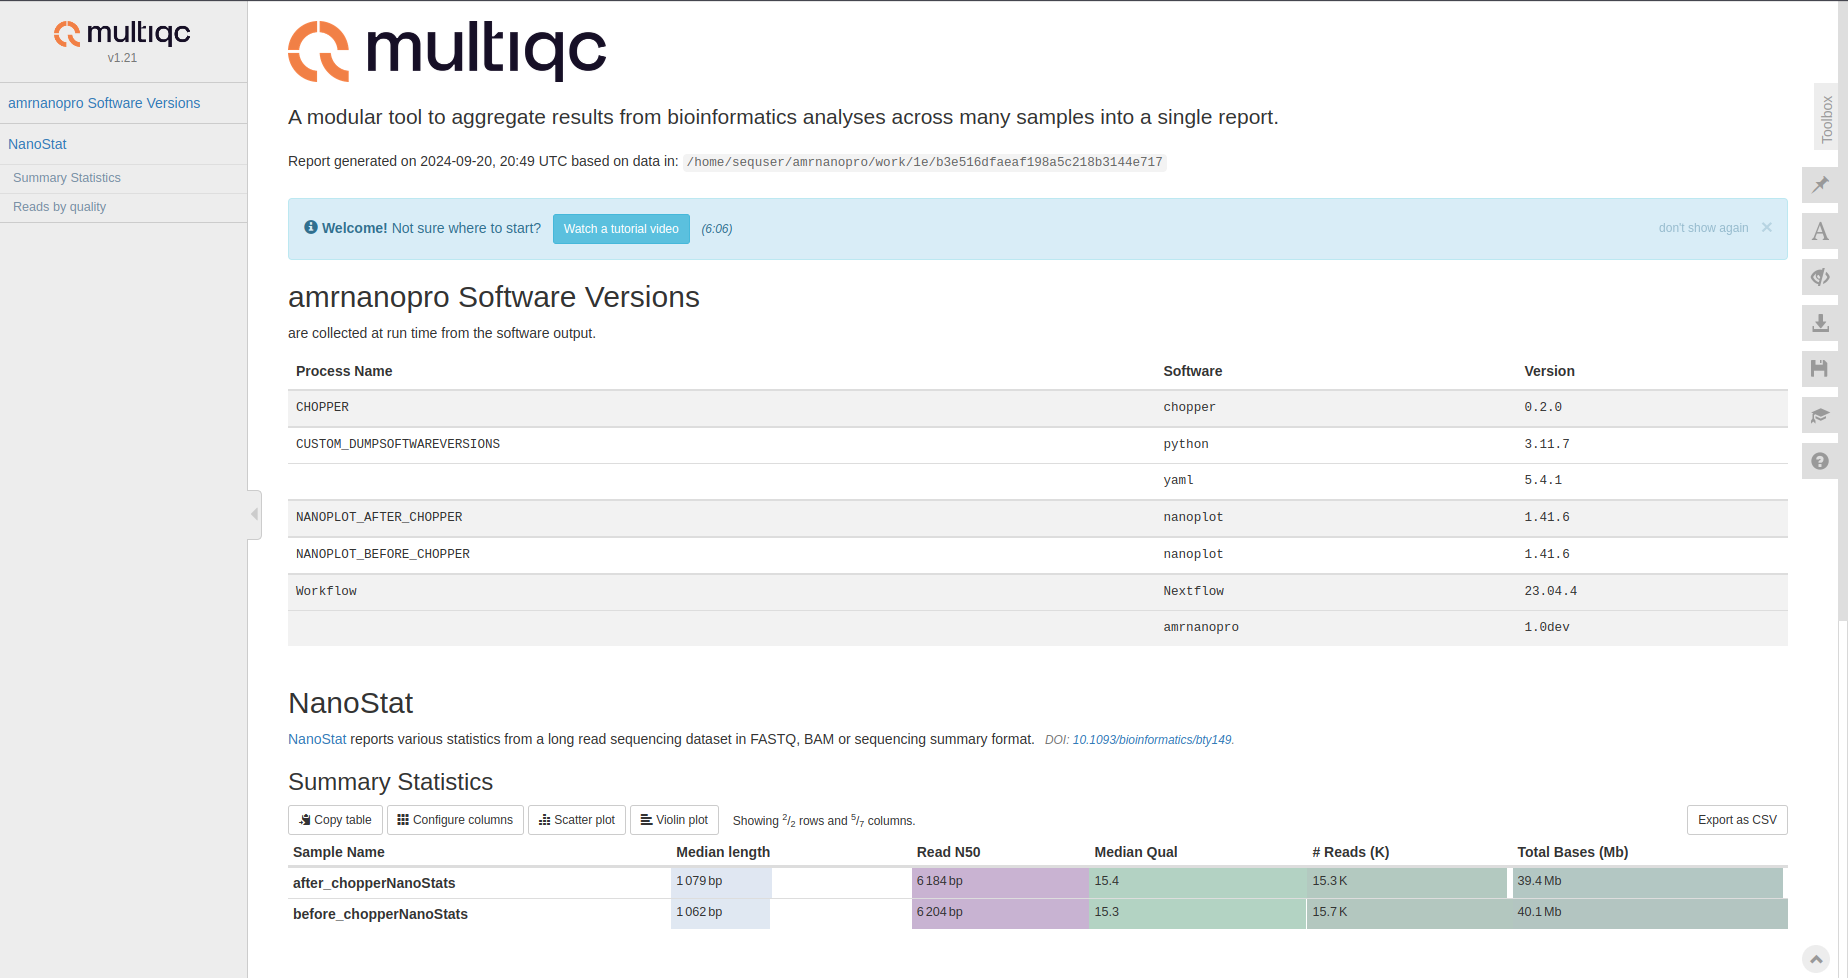 multiqc
v1.21
amrnanopro Software Versions
NanoStat
Summary Statistics
Reads by quality
multiqc
A modular tool to aggregate results from bioinformatics analyses across many samples into a single report.
Report generated on 2024-09-20, 20:49 UTC based on data in: /home/sequser/amrnanopro/work/1e/b3e516dfaeaf198a5c218b3144e717
Welcome! Not sure where to start? Watch a tutorial video (6:06) don't show again ×
amrnanopro Software Versions
are collected at run time from the software output.
Process Name Software Version
CHOPPER chopper 0.2.0
CUSTOM_DUMPSOFTWAREVERSIONS python 3.11.7
yaml 5.4.1
NANOPLOT_AFTER_CHOPPER nanoplot 1.41.6
NANOPLOT_BEFORE_CHOPPER nanoplot 1.41.6
Workflow Nextflow 23.04.4
amrnanopro 1.0dev
NanoStat
NanoStat reports various statistics from a long read sequencing dataset in FASTQ, BAM or sequencing summary format. DOI: 10.1093/bioinformatics/bty149.
Summary Statistics
Copy table Configure columns Scatter plot Violin plot Showing 2/2 rows and 5/7 columns. Export as CSV
Sample Name Median length Read N50 Median Qual # Reads (K) Total Bases (Mb)
after_chopperNanoStats 1 079 bp 6 184 bp 15.4 15.3 K 39.4 Mb
before_chopperNanoStats 1 062 bp 6 204 bp 15.3 15.7 K 40.1 Mb
Toolbox
A